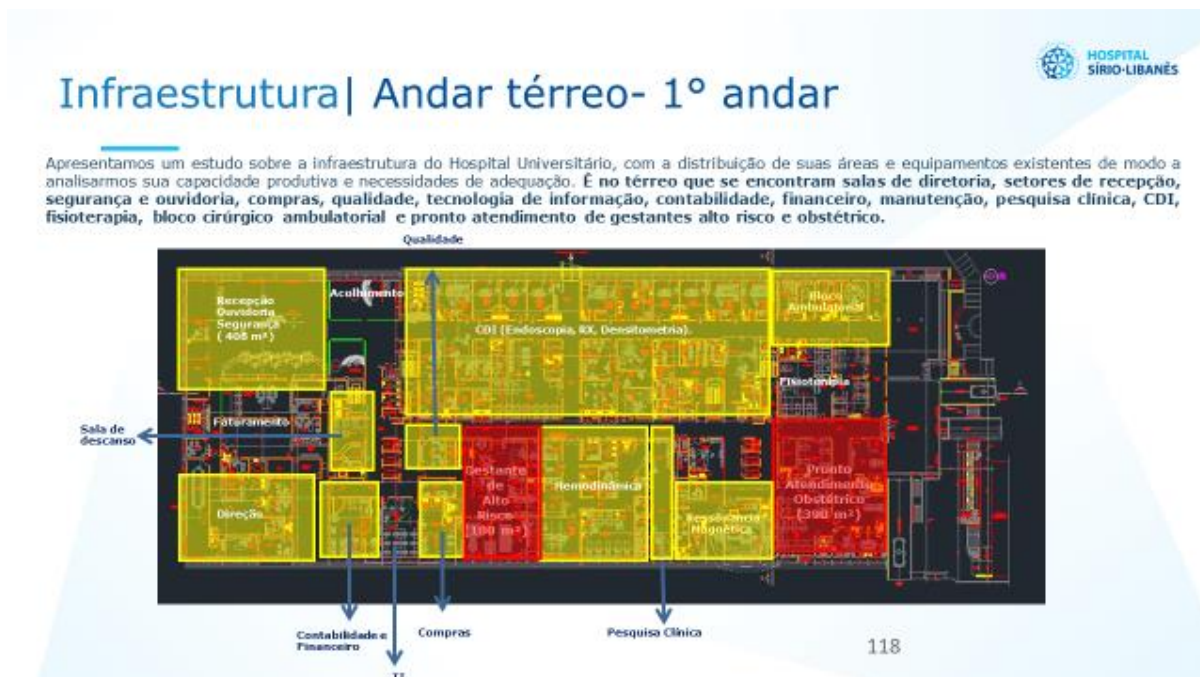 HOSPITAL
SÍRIO-LIBANÊS
Infraestrutura| Andar térreo- 1° andar
Apresentamos um estudo sobre a infraestrutura do Hospital Universitário, com a distribuição de suas áreas e equipamentos existentes de modo a
analisarmos sua capacidade produtiva e necessidades de adequação. É no térreo que se encontram salas de diretoria, setores de recepção,
segurança e ouvidoria, compras, qualidade, tecnologia de informação, contabilidade, financeiro, manutenção, pesquisa clínica, CDI,
fisioterapia, bloco cirúrgico ambulatorial e pronto atendimento de gestantes alto risco e obstétrico.
Qualidade
Recepção
Ouvidoria
Segurança
( 408 m²)
Acolhimento
CDI (Endoscopia, RX, Densitometria).
Bloco
Ambulatorial
Fisioterapia
Faturamento
Sala de
descanso
Gestante
de
Alto
Risco
(180 m²)
Hemodinâmica
Pronto
Atendimento
Obstétrico
(390 m²)
Direção
Ressonância
Magnética
Contabilidade e
Financeiro
Compras
Pesquisa Clínica
118